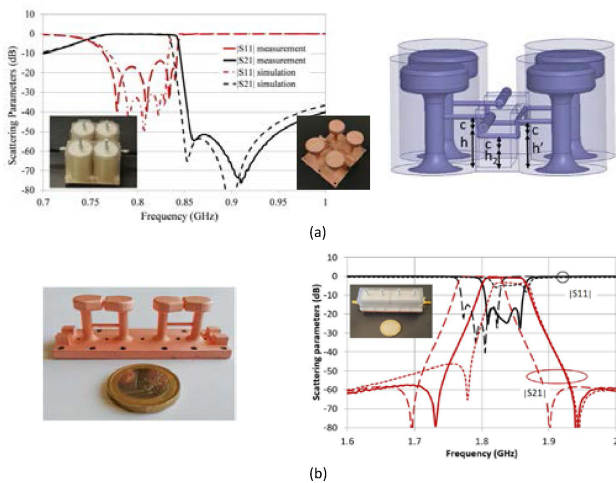 0
-10
-20
-30
-40
-50
-60
-70
-80
Scattering Parameters (dB)
|S11| measurement
|S21| measurement
|S11| simulation
|S21| simulation
0.7 0.75 0.8 0.85 0.9 0.95 1
Frequency (GHz)
c
h
c
h2
c
h'
(a)
10
0
-10
-20
-30
-40
-50
-60
-70
-80
Scattering parameters (dB)
|S11|
|S21|
1.6 1.7 1.8 1.9 2
Frequency (GHz)
(b)